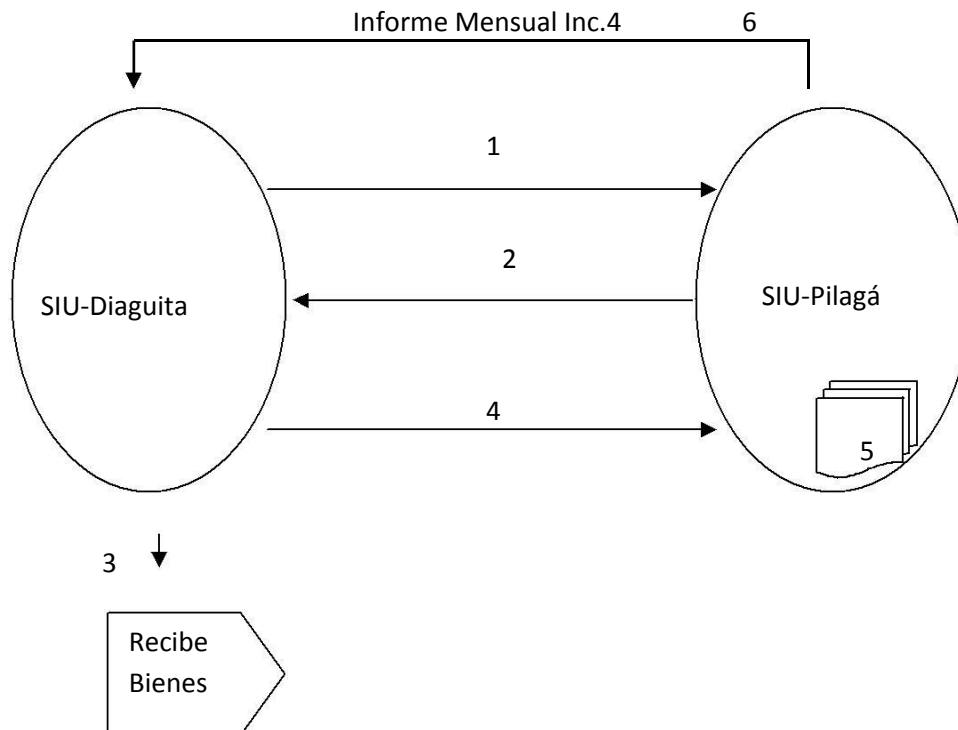 Informe Mensual Inc.4 6
1
2
SIU-Diaguita
SIU-Pilagá
4
5
3
Recibe
Bienes